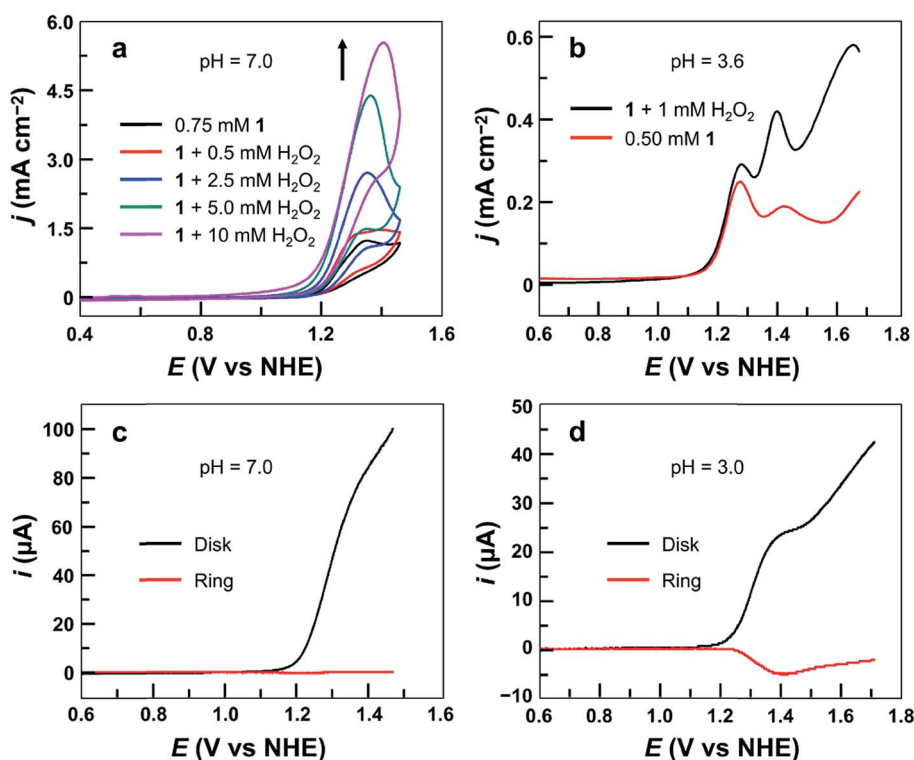 a
pH = 7.0
0.75 mM 1
1 + 0.5 mM H₂O₂
1 + 2.5 mM H₂O₂
1 + 5.0 mM H₂O₂
1 + 10 mM H₂O₂
6.0
4.5
3.0
1.5
0
j (mA cm⁻²)
0.4 0.8 1.2 1.6
E (V vs NHE)
b
pH = 3.6
1 + 1 mM H₂O₂
0.50 mM 1
0.6
0.4
0.2
0
j (mA cm⁻²)
0.6 0.8 1.0 1.2 1.4 1.6 1.8
E (V vs NHE)
c
pH = 7.0
Disk
Ring
100
80
60
40
20
0
i (μA)
0.6 0.8 1.0 1.2 1.4 1.6
E (V vs NHE)
d
pH = 3.0
Disk
Ring
50
40
30
20
10
0
−10
i (μA)
0.6 0.8 1.0 1.2 1.4 1.6 1.8
E (V vs NHE)